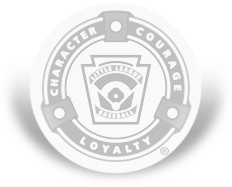 CHARACTER
COURAGE
LITTLE LEAGUE
BASEBALL
LOYALTY
®